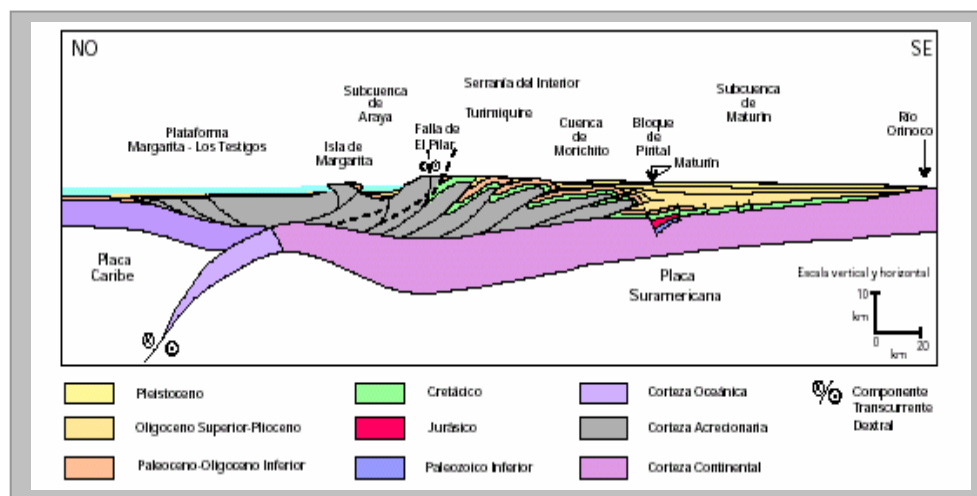 NO
SE
Serranía del Interior
Subcuenca
de
Araya
Subcuenca
de
Maturín
Turimiquire
Plataforma
Margarita - Los Testigos
Isla de
Margarita
Falla de
El Pilar
Cuenca
de
Morichito
Bloque
de
Pirital
Maturín
Río
Orinoco
Placa
Caribe
Placa
Suramericana
Escala vertical y horizontal
10
km
0
20
km
Pleistoceno
Cretácico
Corteza Oceánica
Componente
Transcurrente
Dextral
Oligoceno Superior-Plioceno
Jurásico
Corteza Acrecionaria
Paleoceno-Oligoceno Inferior
Paleozoico Inferior
Corteza Continental